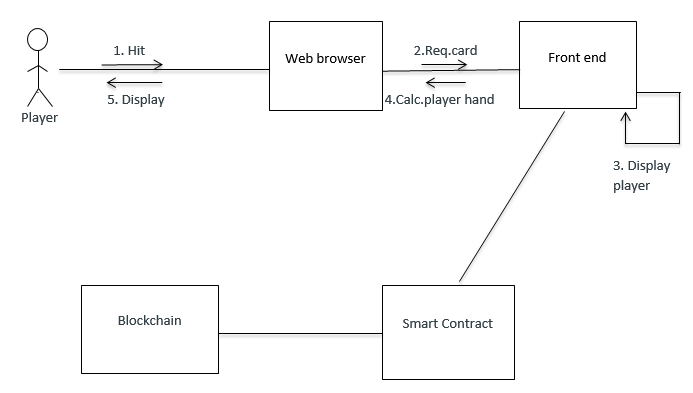 1. Hit
5. Display
Player
Web browser
2.Req.card
4.Calc.player hand
Front end
3. Display
player
Blockchain
Smart Contract